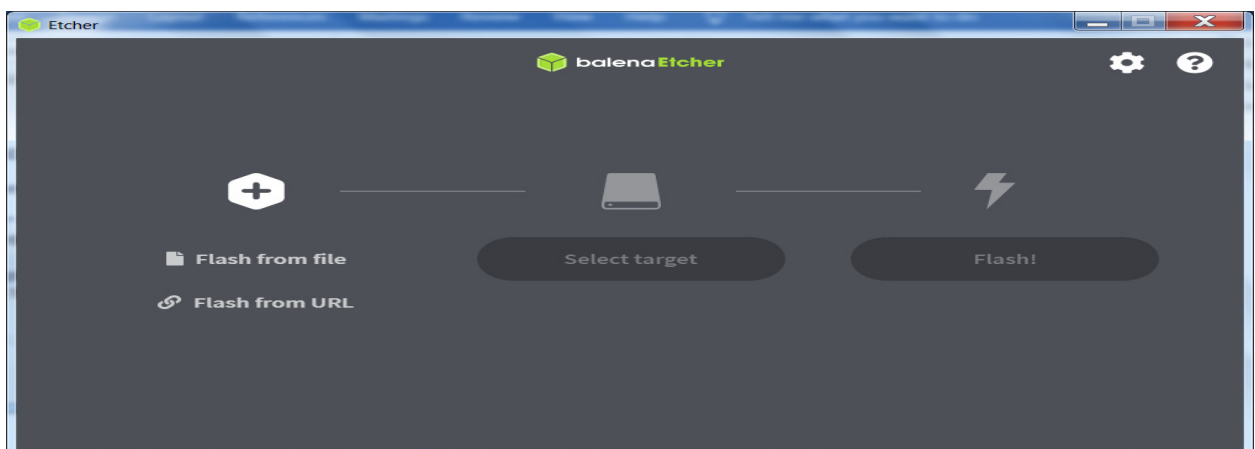 Etcher
balenaEtcher
Flash from file
Select target
Flash!
Flash from URL